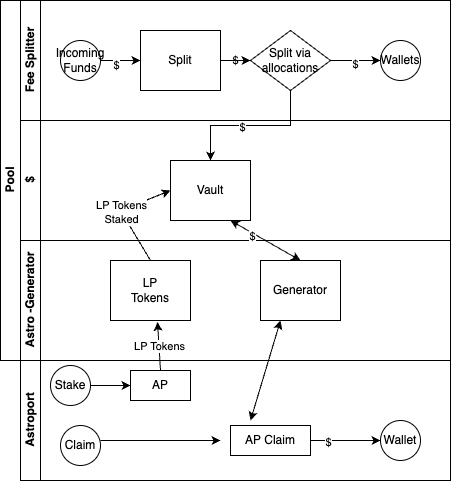 Pool
Fee Splitter
Incoming
Funds
$
Split
$
Split via
allocations
$
Wallets
$
$
Vault
LP Tokens
Staked
$
Astro -Generator
LP
Tokens
Generator
LP Tokens
Astroport
Stake
AP
Claim
AP Claim
$
Wallet